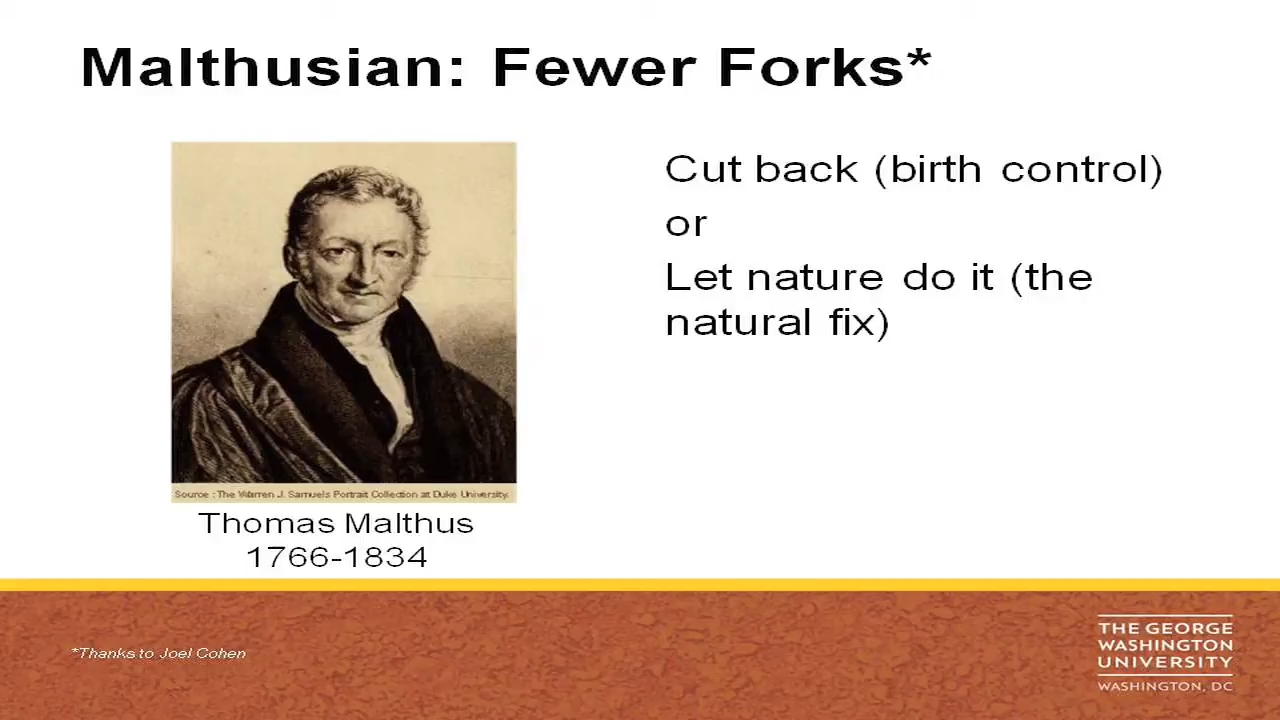 Malthusian: Fewer Forks*
Cut back (birth control)
or
Let nature do it (the
natural fix)
Source : The Warren J. Samuels Portrait Collection at Duke University.
Thomas Malthus
1766-1834
*Thanks to Joel Cohen
THE GEORGE
WASHINGTON
UNIVERSITY
WASHINGTON, DC